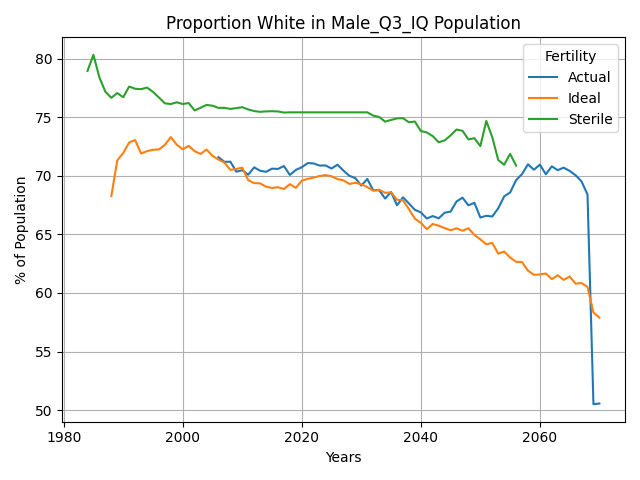 Proportion White in Male_Q3_IQ Population
Fertility
Actual
Ideal
Sterile
% of Population
80
75
70
65
60
55
50
1980
2000
2020
2040
2060
Years